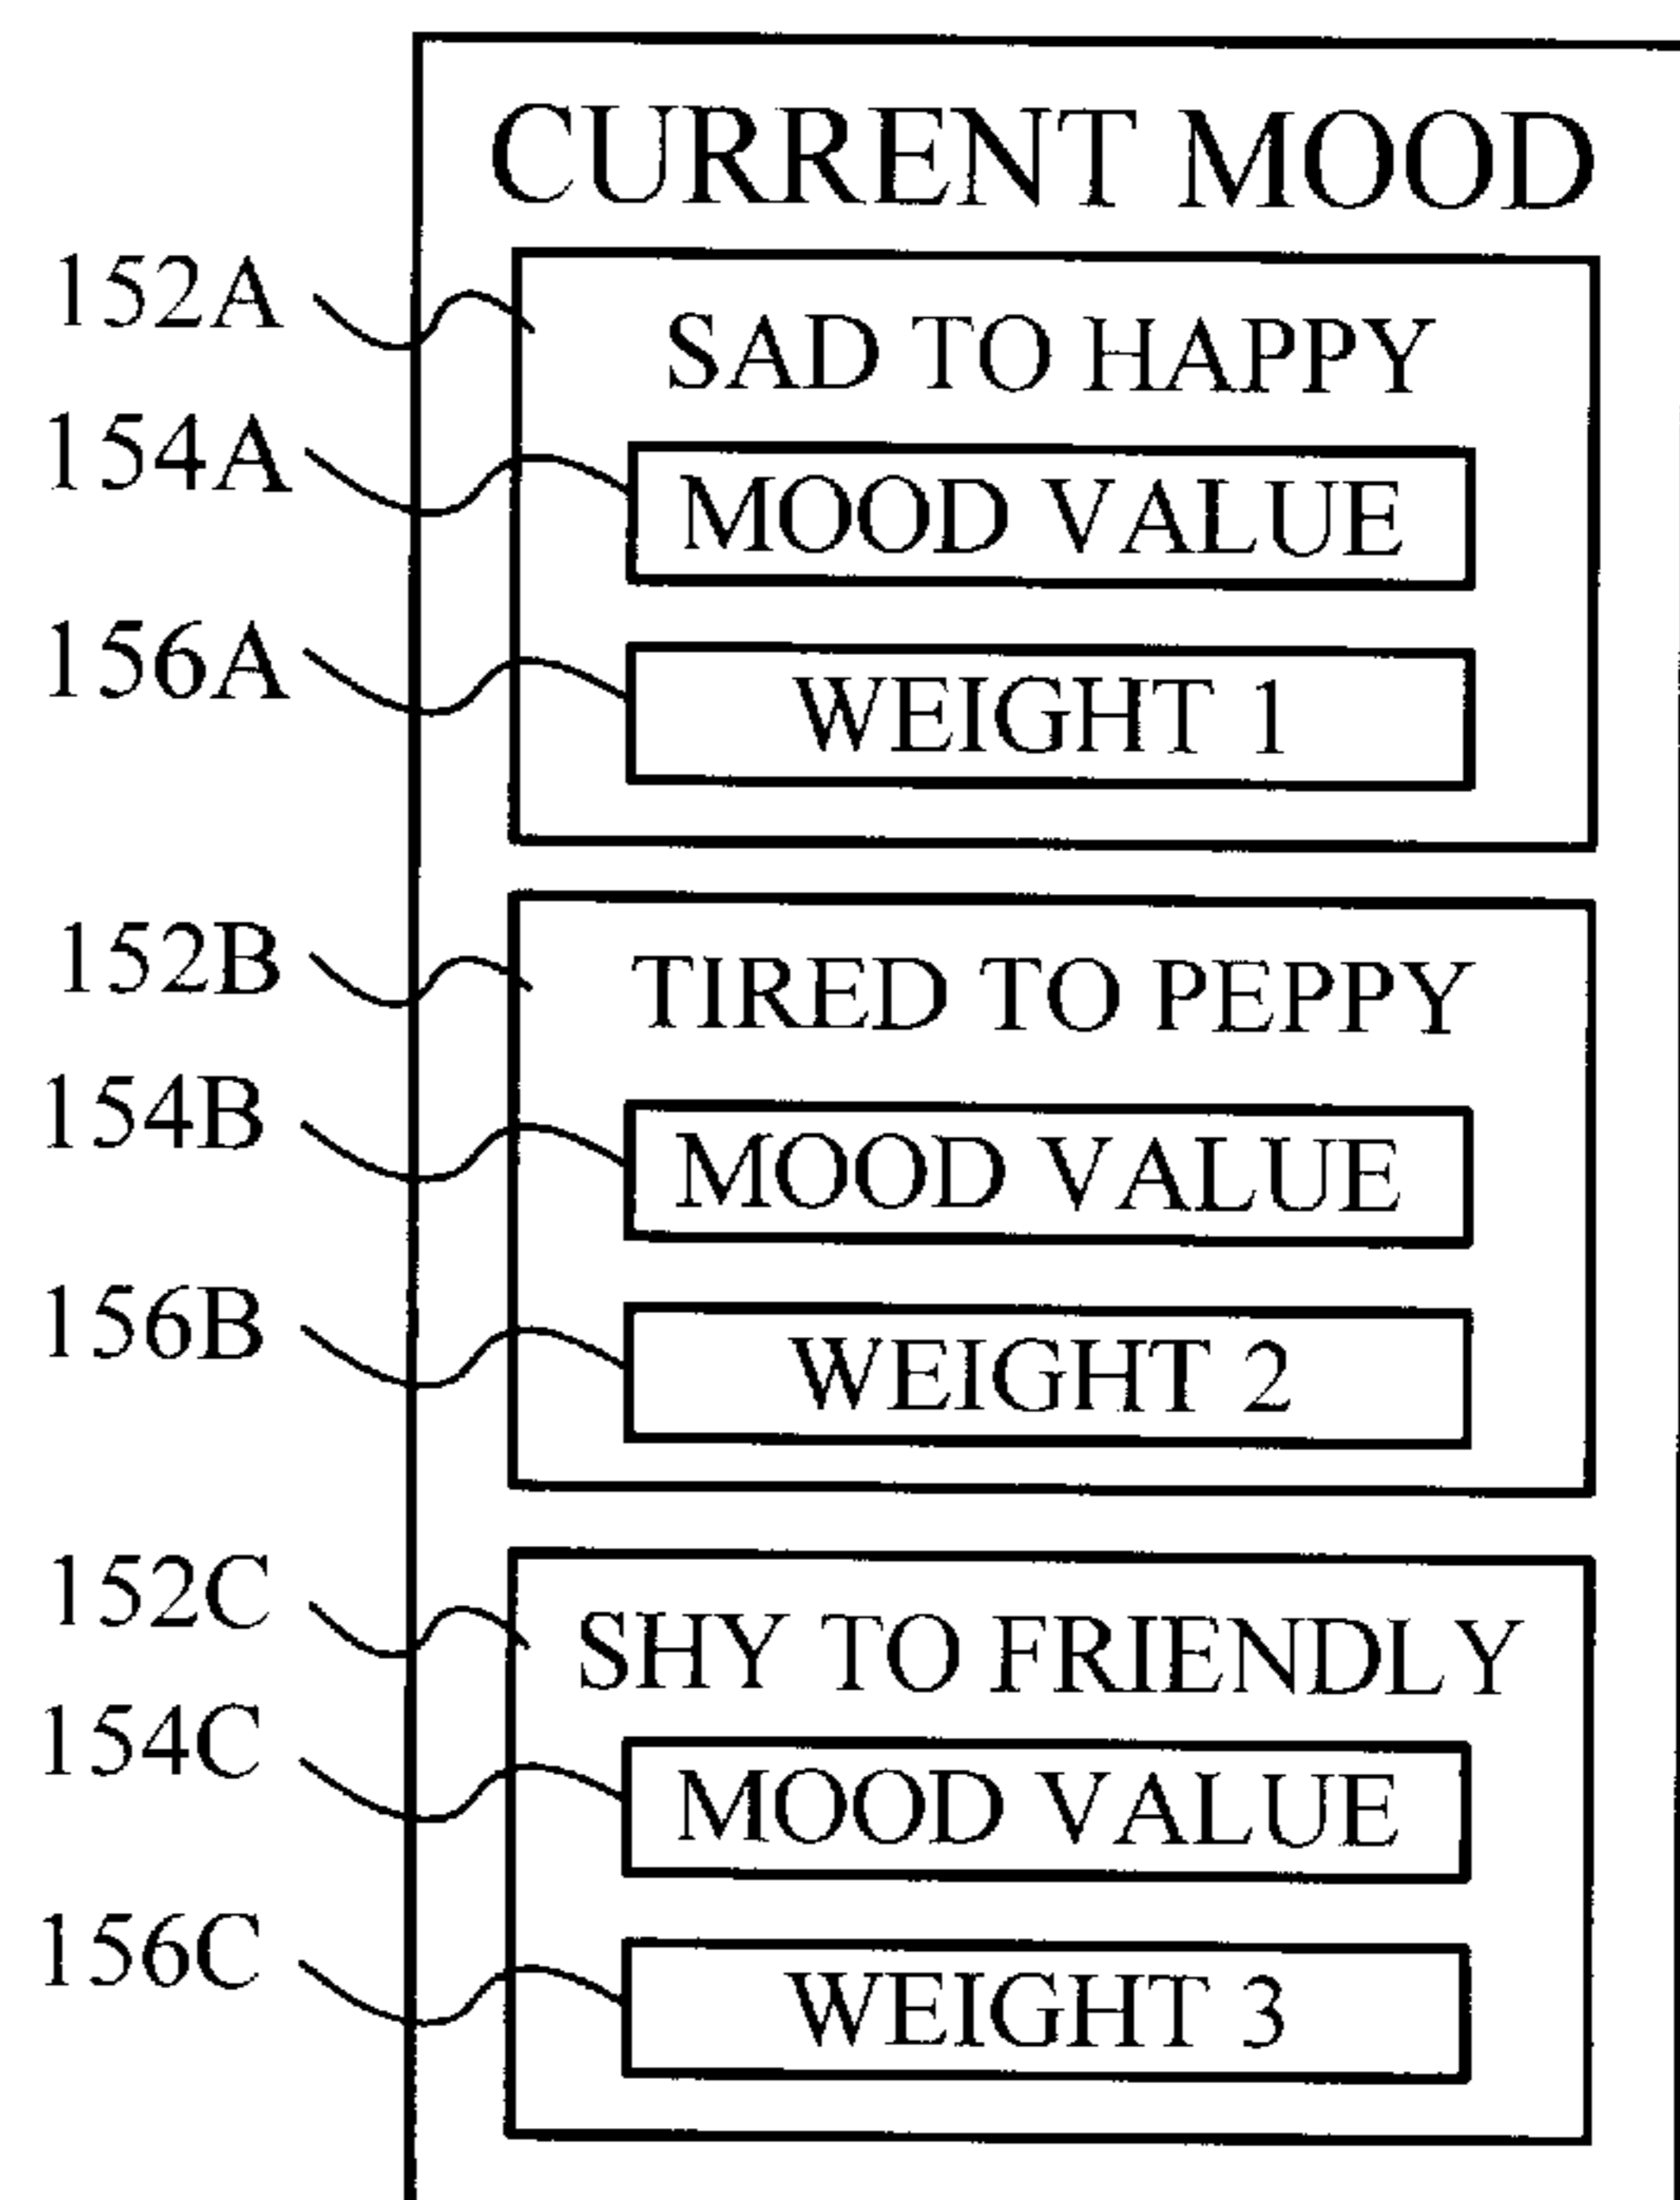 CURRENT MOOD
152A
SAD TO HAPPY
154A
MOOD VALUE
156A
WEIGHT 1
152B
TIRED TO PEPPY
154B
MOOD VALUE
156B
WEIGHT 2
152C
SHY TO FRIENDLY
154C
MOOD VALUE
156C
WEIGHT 3